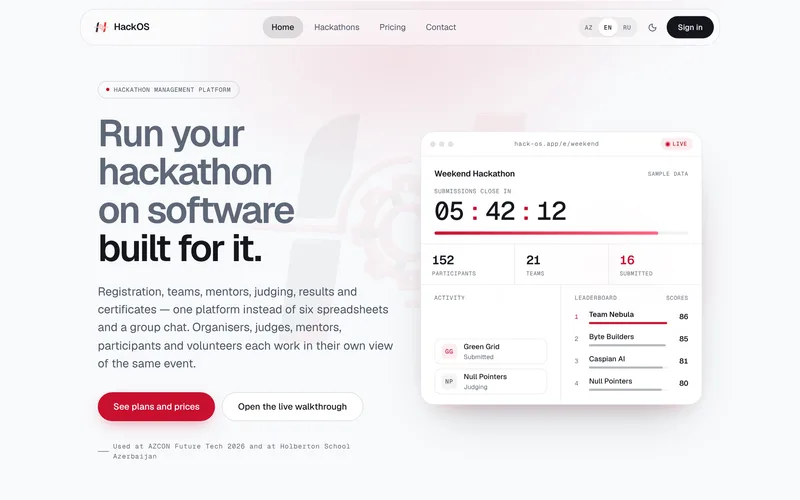 HackOS
Home
Hackathons
Pricing
Contact
AZ
EN
RU
Sign in
HACKATHON MANAGEMENT PLATFORM
Run your
hackathon
on software
built for it.
Registration, teams, mentors, judging, results and
certificates — one platform instead of six spreadsheets
and a group chat. Organisers, judges, mentors,
participants and volunteers each work in their own view
of the same event.
See plans and prices
Open the live walkthrough
Used at AZCON Future Tech 2026 and at Holberton School
Azerbaijan
hack-os.app/e/weekend
LIVE
Weekend Hackathon
SAMPLE DATA
SUBMISSIONS CLOSE IN
05 : 42 : 12
152
PARTICIPANTS
21
TEAMS
16
SUBMITTED
ACTIVITY
GG
Green Grid
Submitted
NP
Null Pointers
Judging
LEADERBOARD
SCORES
1 Team Nebula 86
2 Byte Builders 85
3 Caspian AI 81
4 Null Pointers 80